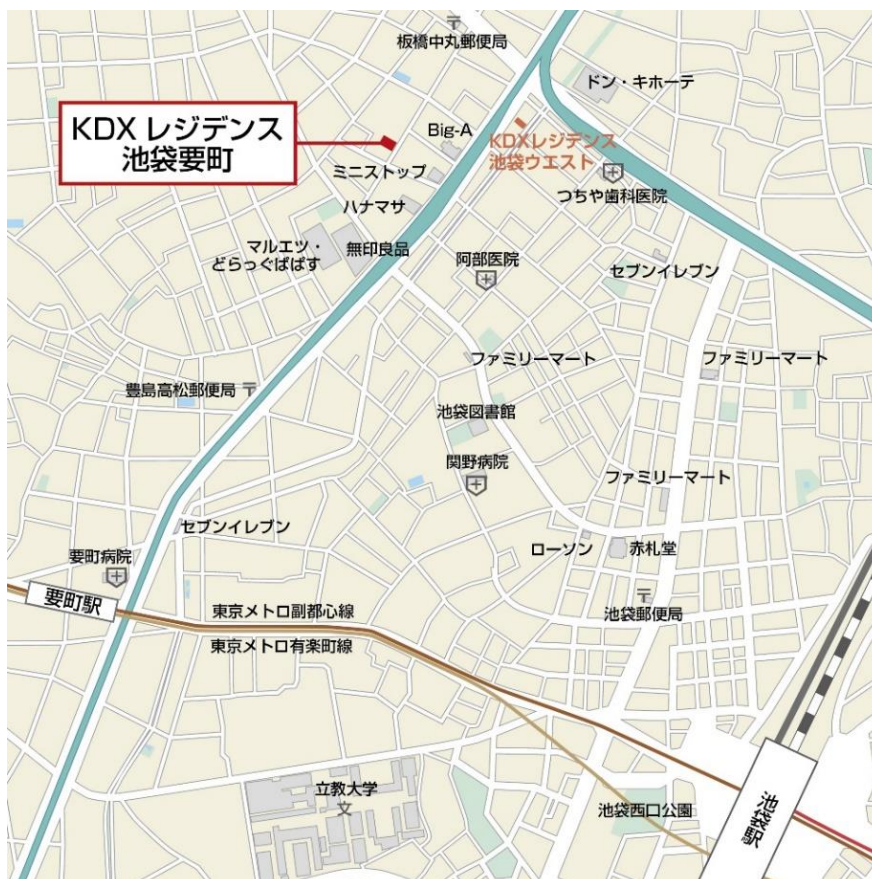 板橋中丸郵便局
ドン・キホーテ
KDX レジデンス
池袋要町
Big-A
KDXレジデンス
池袋ウエスト
ミニストップ
つちや歯科医院
ハナマサ
マルエツ・
どらっぐぱぱす
無印良品
阿部医院
セブンイレブン
ファミリーマート
ファミリーマート
豊島高松郵便局
池袋図書館
関野病院
ファミリーマート
セブンイレブン
ローソン
赤札堂
要町病院
要町駅
東京メトロ副都心線
池袋郵便局
東京メトロ有楽町線
立教大学
文
池袋西口公園
池袋駅